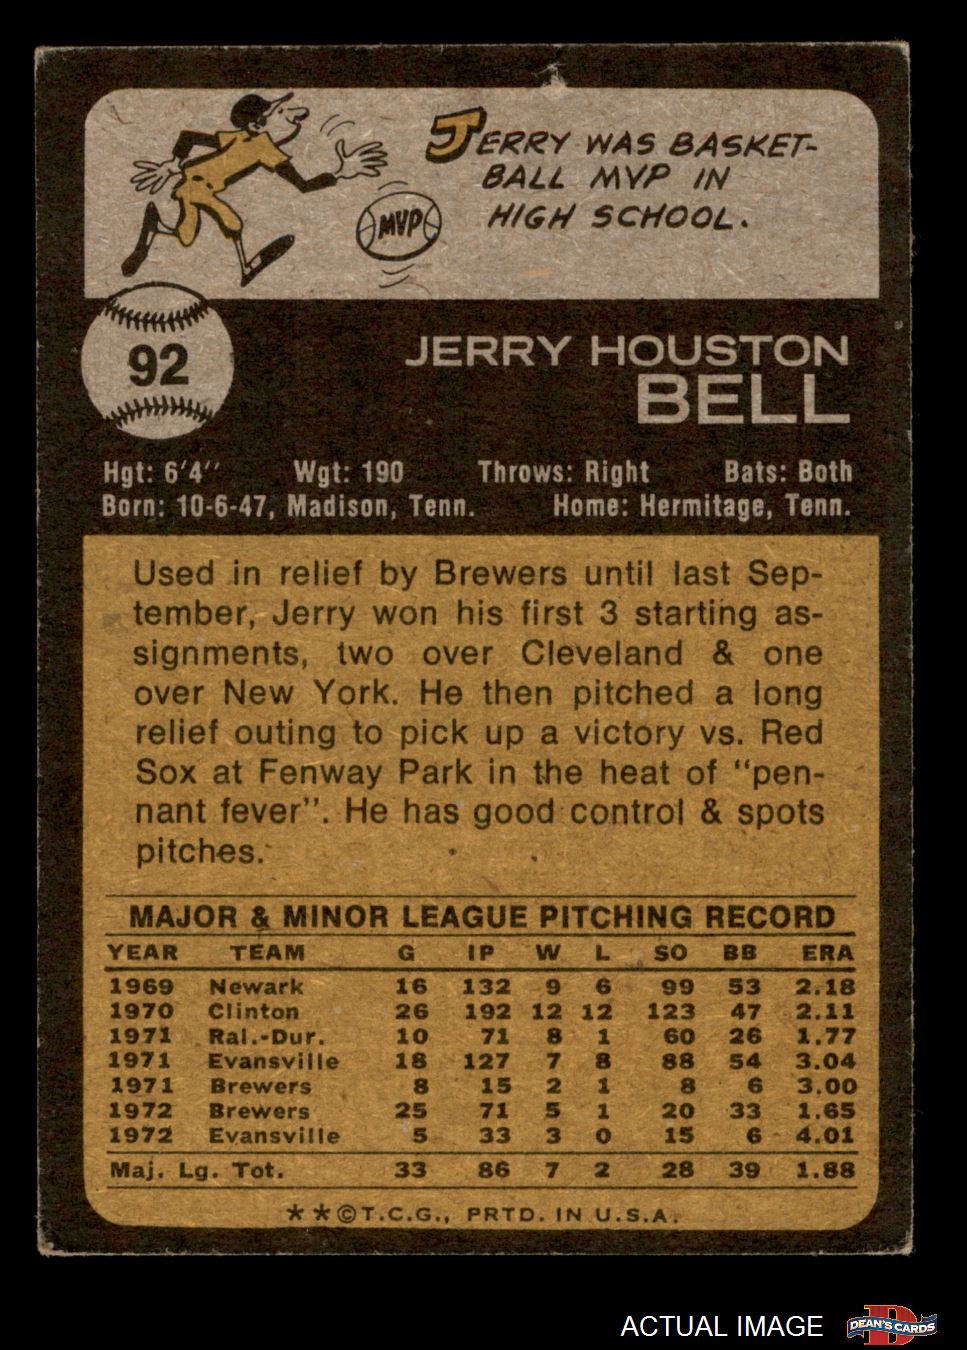 JERRY WAS BASKET-
BALL MVP IN
HIGH SCHOOL.
MVP
92
JERRY HOUSTON
BELL
Hgt: 6'4'' Wgt: 190 Throws: Right Bats: Both
Born: 10-6-47, Madison, Tenn. Home: Hermitage, Tenn.
Used in relief by Brewers until last Sep-
tember, Jerry won his first 3 starting as-
signments, two over Cleveland & one
over New York. He then pitched a long
relief outing to pick up a victory vs. Red
Sox at Fenway Park in the heat of "pen-
nant fever". He has good control & spots
pitches.
MAJOR & MINOR LEAGUE PITCHING RECORD
YEAR TEAM G IP W L SO BB ERA
1969 Newark 16 132 9 6 99 53 2.18
1970 Clinton 26 192 12 12 123 47 2.11
1971 Ral.-Dur. 10 71 8 1 60 26 1.77
1971 Evansville 18 127 7 8 88 54 3.04
1971 Brewers 8 15 2 1 8 6 3.00
1972 Brewers 25 71 5 1 20 33 1.65
1972 Evansville 5 33 3 0 15 6 4.01
Maj. Lg. Tot. 33 86 7 2 28 39 1.88
**©T.C.G., PRTD. IN U.S.A.
ACTUAL IMAGE
D
DEAN'S CARDS